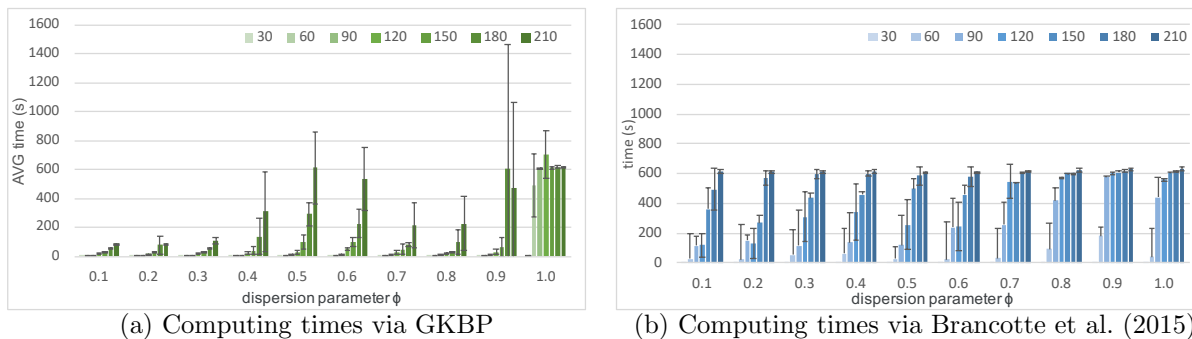 1600
30 60 90 120 150 180 210
1400
1200
1000
AVG time (s)
800
600
400
200
0
0.1 0.2 0.3 0.4 0.5 0.6 0.7 0.8 0.9 1.0
dispersion parameter ϕ
(a) Computing times via GKBP
1600
30 60 90 120 150 180 210
1400
1200
1000
time (s)
800
600
400
200
0
0.1 0.2 0.3 0.4 0.5 0.6 0.7 0.8 0.9 1.0
dispersion parameter ϕ
(b) Computing times via Brancotte et al. (2015)